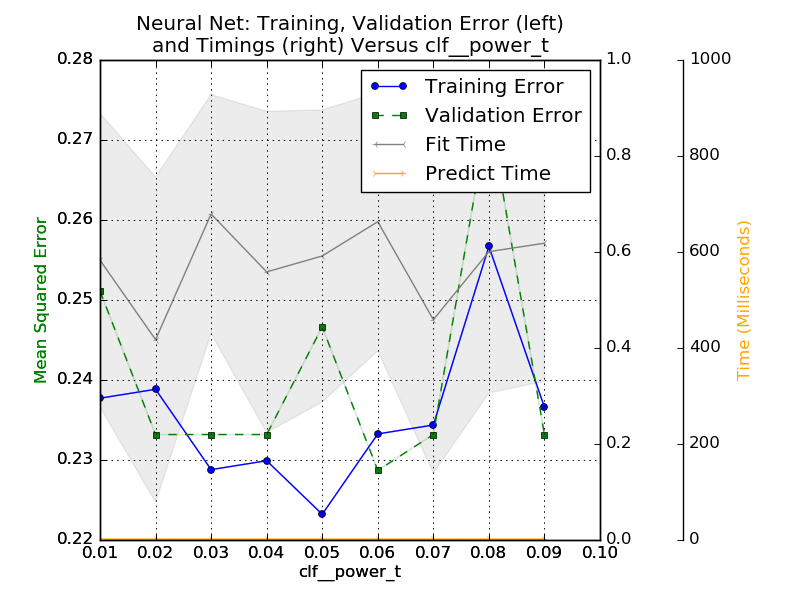 Neural Net: Training, Validation Error (left)
and Timings (right) Versus clf__power_t
Training Error
Validation Error
Fit Time
Predict Time
Mean Squared Error
0.28
0.27
0.26
0.25
0.24
0.23
0.22
0.01 0.02 0.03 0.04 0.05 0.06 0.07 0.08 0.09 0.10
clf__power_t
1.0
0.8
0.6
0.4
0.2
0.0
1000
800
600
400
200
0
Time (Milliseconds)